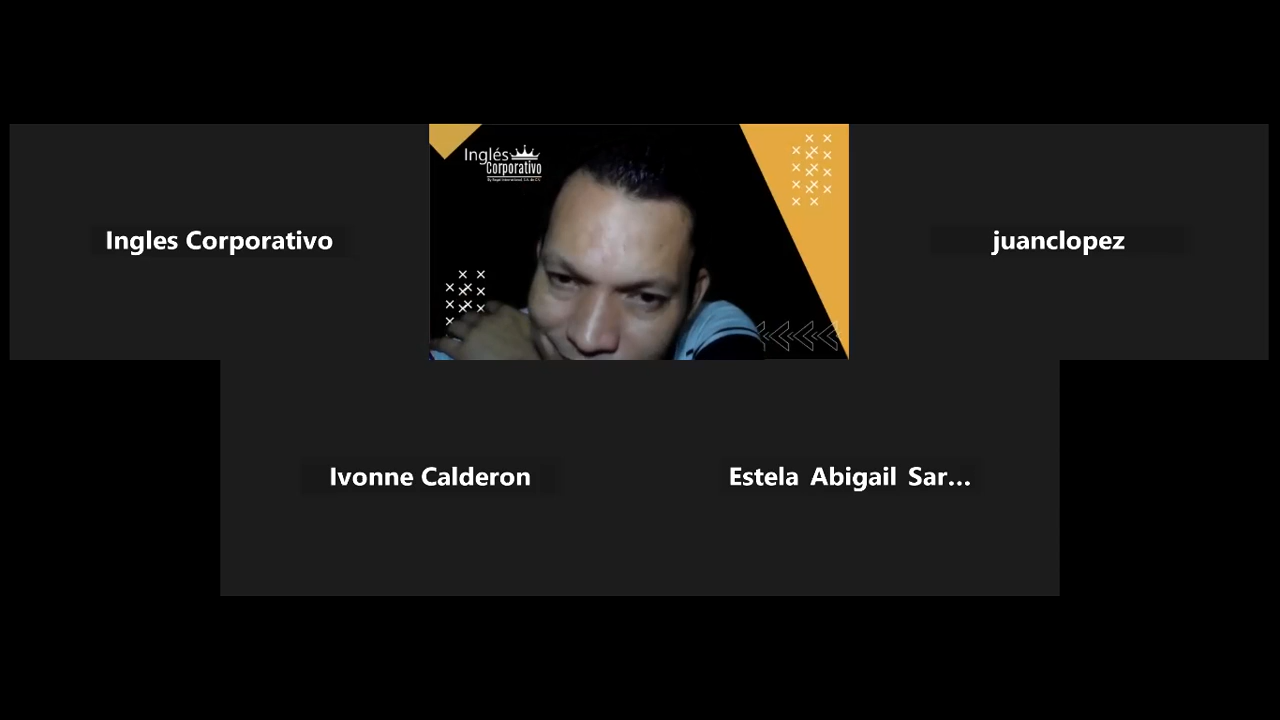 Ingles Corporativo
Inglés
Corporativo
juanclopez
Ivonne Calderon
Estela Abigail Sar...